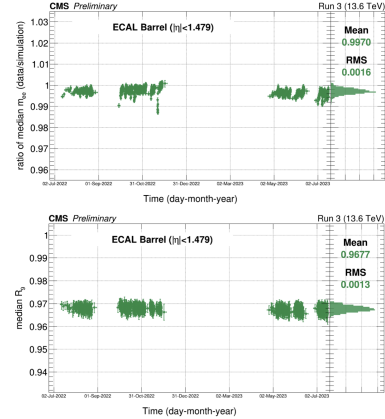 CMS Preliminary Run 3 (13.6 TeV)
ratio of median m_ee (data/simulation)
1.03
1.02
1.01
1
0.99
0.98
0.97
0.96
ECAL Barrel (|η|<1.479)
Mean
0.9970
RMS
0.0016
02-Jul-2022 01-Sep-2022 31-Oct-2022 31-Dec-2022 02-Mar-2023 02-May-2023 02-Jul-2023
Time (day-month-year)
CMS Preliminary Run 3 (13.6 TeV)
median R_9
1
0.99
0.98
0.97
0.96
0.95
0.94
ECAL Barrel (|η|<1.479)
Mean
0.9677
RMS
0.0013
02-Jul-2022 01-Sep-2022 31-Oct-2022 31-Dec-2022 02-Mar-2023 02-May-2023 02-Jul-2023
Time (day-month-year)